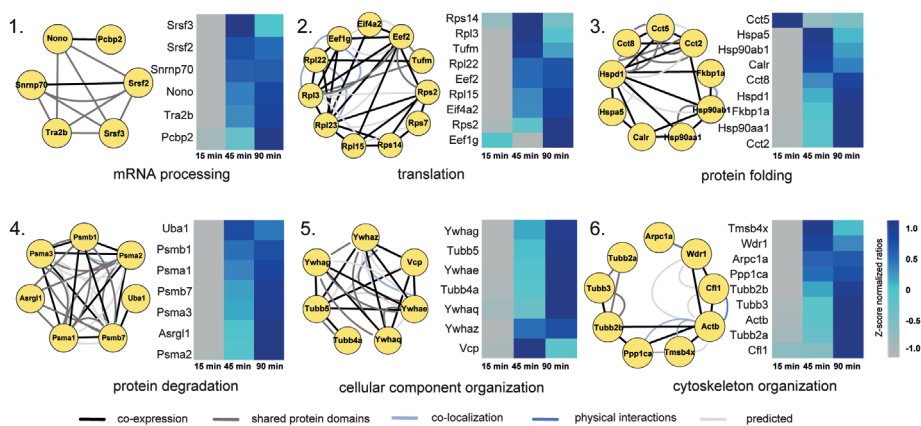 1.
Nono
Pcbp2
Snrnp70
Srsf2
Tra2b
Srsf3
Srsf3
Srsf2
Snrnp70
Nono
Tra2b
Pcbp2
15 min 45 min 90 min
mRNA processing
2.
Eif4a2
Eef1g
Eef2
Rpl22
Tufm
Rpl3
Rps2
Rpl23
Rps7
Rpl15
Rps14
Rps14
Rpl3
Tufm
Rpl22
Eef2
Rpl15
Eif4a2
Rps2
Eef1g
15 min 45 min 90 min
translation
3.
Cct5
Cct8
Cct2
Hspd1
Fkbp1a
Hspa5
Hsp90ab1
Calr
Hsp90aa1
Cct5
Hspa5
Hsp90ab1
Calr
Cct8
Hspd1
Fkbp1a
Hsp90aa1
Cct2
15 min 45 min 90 min
protein folding
4.
Psmb1
Psma3
Psma2
Asrgl1
Uba1
Psma1
Psmb7
Uba1
Psmb1
Psma1
Psmb7
Psma3
Asrgl1
Psma2
15 min 45 min 90 min
protein degradation
5.
Ywhaz
Ywhag
Vcp
Tubb5
Ywhae
Tubb4a
Ywhaq
Ywhag
Tubb5
Ywhae
Tubb4a
Ywhaq
Ywhaz
Vcp
15 min 45 min 90 min
cellular component organization
6.
Arpc1a
Tubb2a
Wdr1
Tubb3
Cfl1
Tubb2b
Actb
Ppp1ca
Tmsb4x
Tmsb4x
Wdr1
Arpc1a
Ppp1ca
Tubb2b
Tubb3
Actb
Tubb2a
Cfl1
15 min 45 min 90 min
cytoskeleton organization
1.0
0.5
0
-0.5
-1.0
Z-score normalized ratios
co-expression
shared protein domains
co-localization
physical interactions
predicted